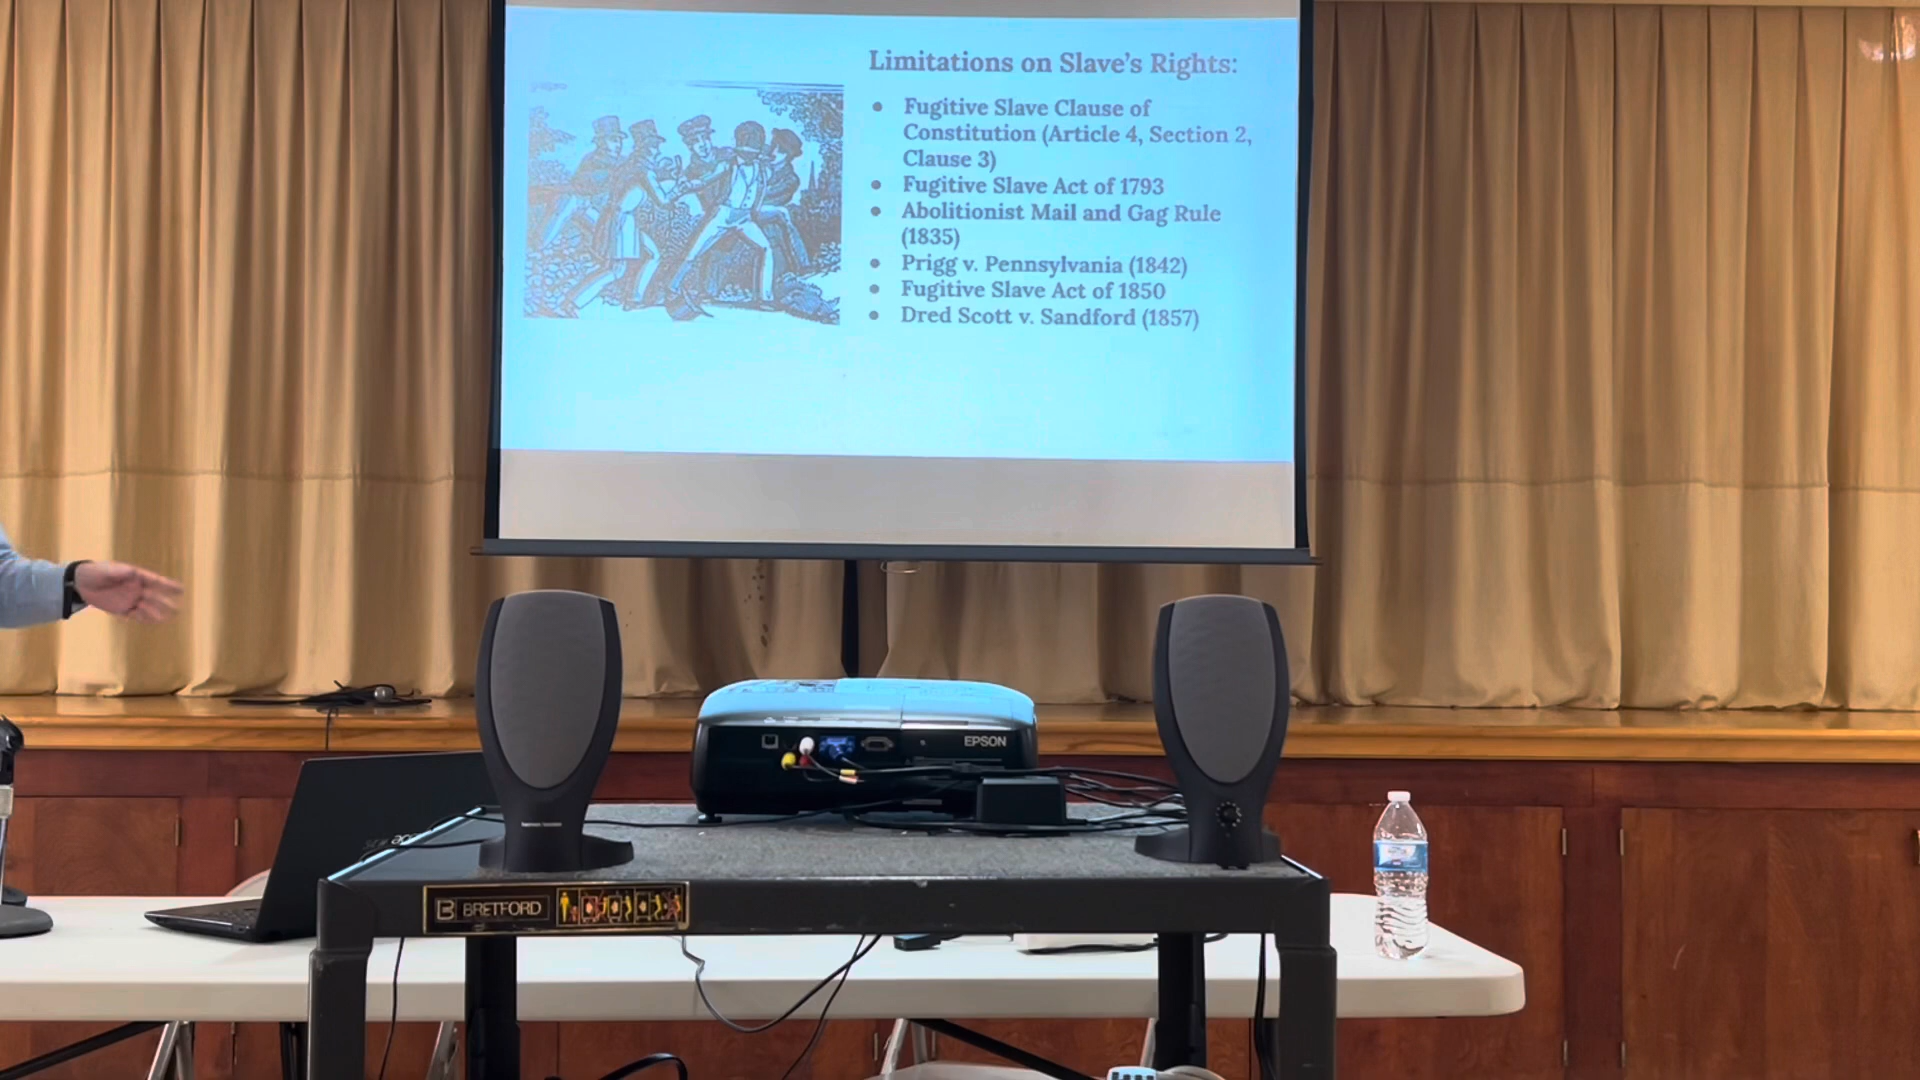 Limitations on Slave's Rights:
● Fugitive Slave Clause of
Constitution (Article 4, Section 2,
Clause 3)
● Fugitive Slave Act of 1793
● Abolitionist Mail and Gag Rule
(1835)
● Prigg v. Pennsylvania (1842)
● Fugitive Slave Act of 1850
● Dred Scott v. Sandford (1857)
EPSON
acer
BRETFORD